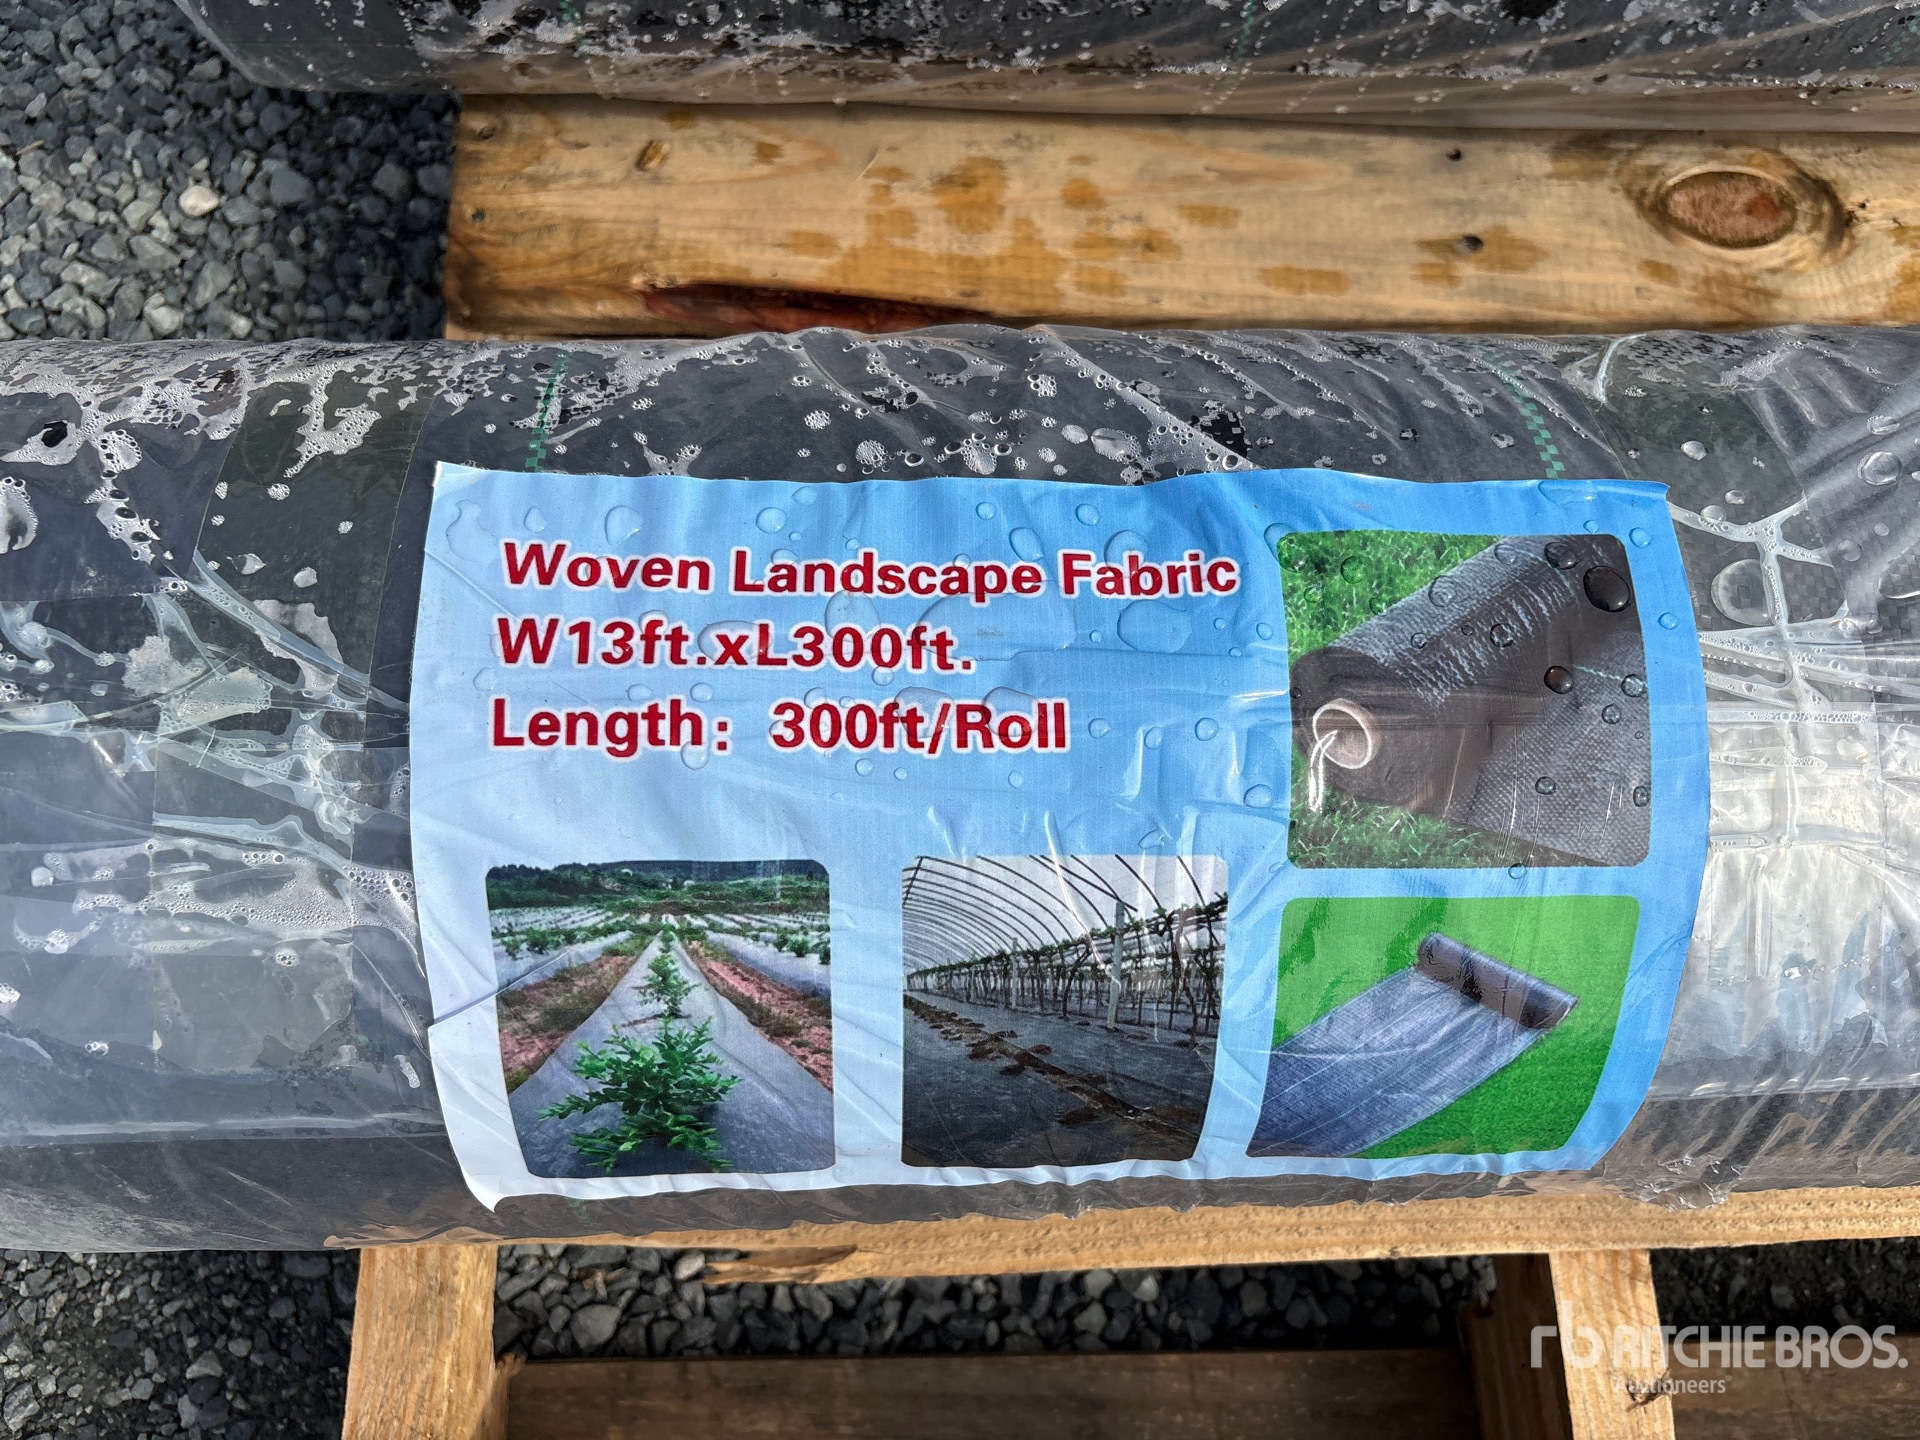 Woven Landscape Fabric
W13ft.xL300ft.
Length: 300ft/Roll
rb RITCHIE BROS.
Auctioneers